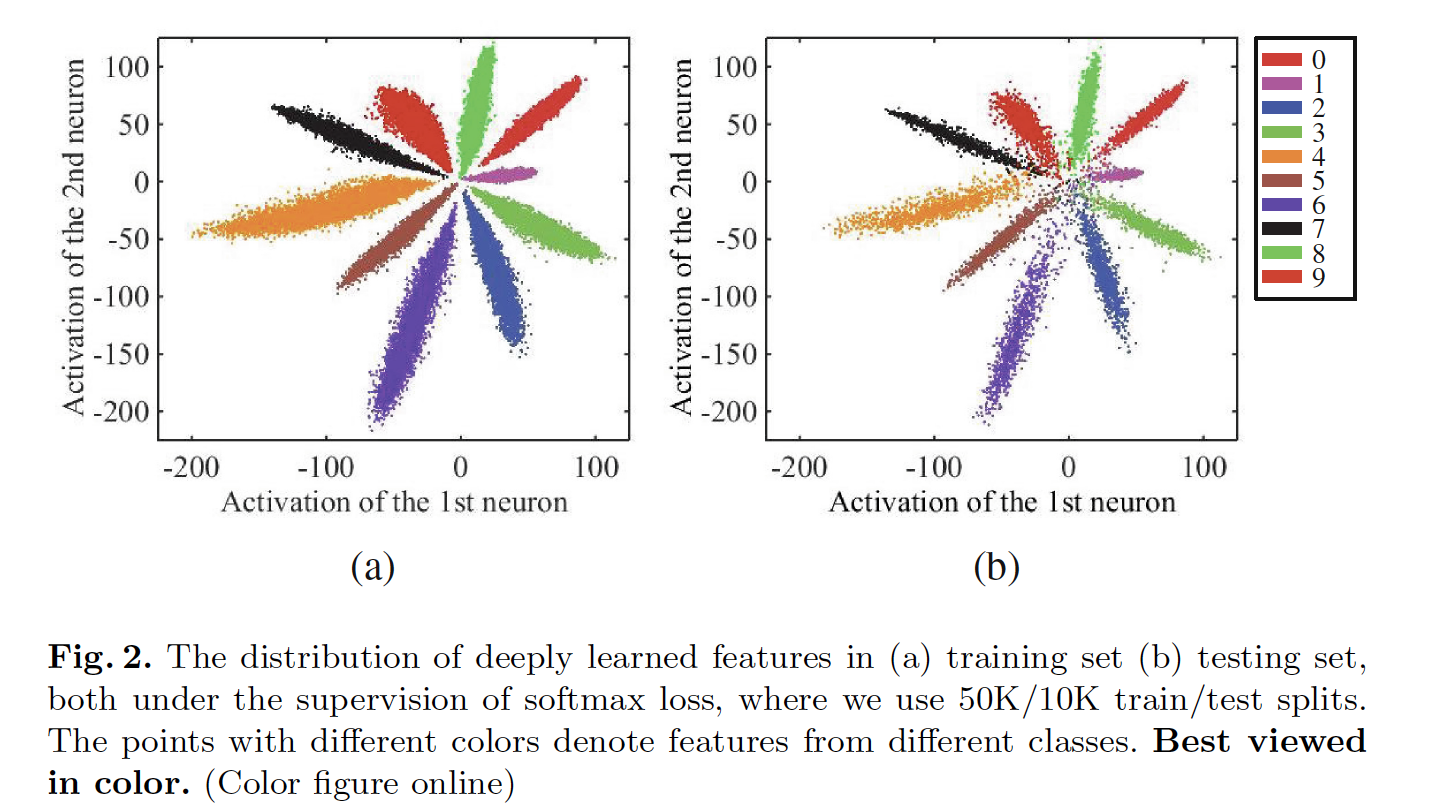 Activation of the 2nd neuron
100
50
0
-50
-100
-150
-200
-200 -100 0 100
Activation of the 1st neuron
(a)
Activation of the 2nd neuron
100
50
0
-50
-100
-150
-200
-200 -100 0 100
Activation of the 1st neuron
(b)
0
1
2
3
4
5
6
7
8
9
Fig. 2. The distribution of deeply learned features in (a) training set (b) testing set,
both under the supervision of softmax loss, where we use 50K/10K train/test splits.
The points with different colors denote features from different classes. Best viewed
in color. (Color figure online)